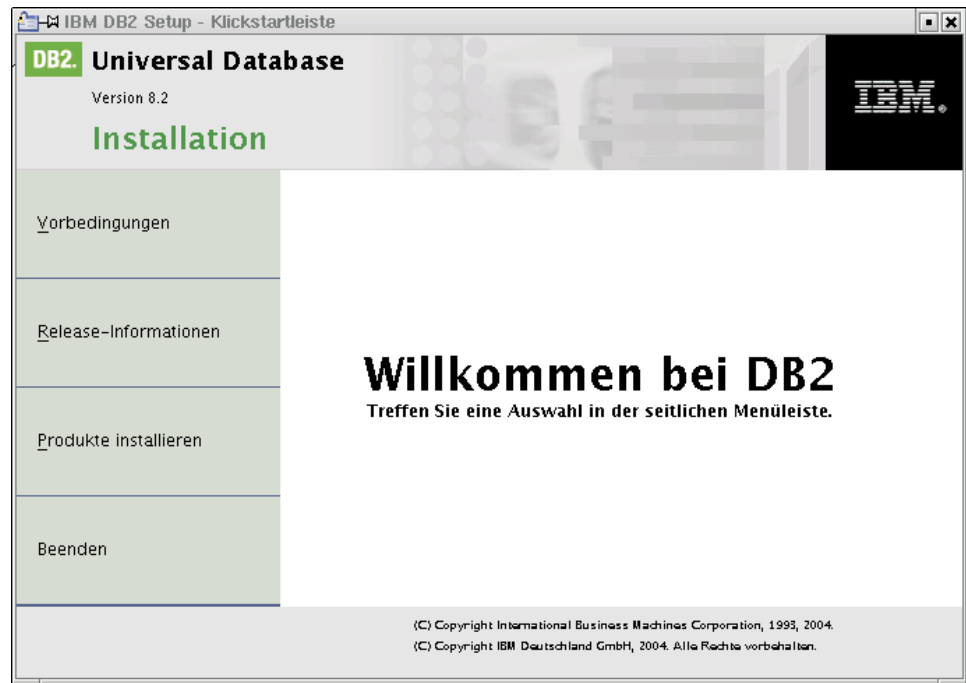 IBM DB2 Setup - Klickstartleiste
DB2. Universal Database
Version 8.2
Installation
IBM.
Vorbedingungen
Release-Informationen
Produkte installieren
Beenden
Willkommen bei DB2
Treffen Sie eine Auswahl in der seitlichen Menüleiste.
(C) Copyright International Business Machines Corporation, 1993, 2004.
(C) Copyright IBM Deutschland GmbH, 2004. Alle Rechte vorbehalten.